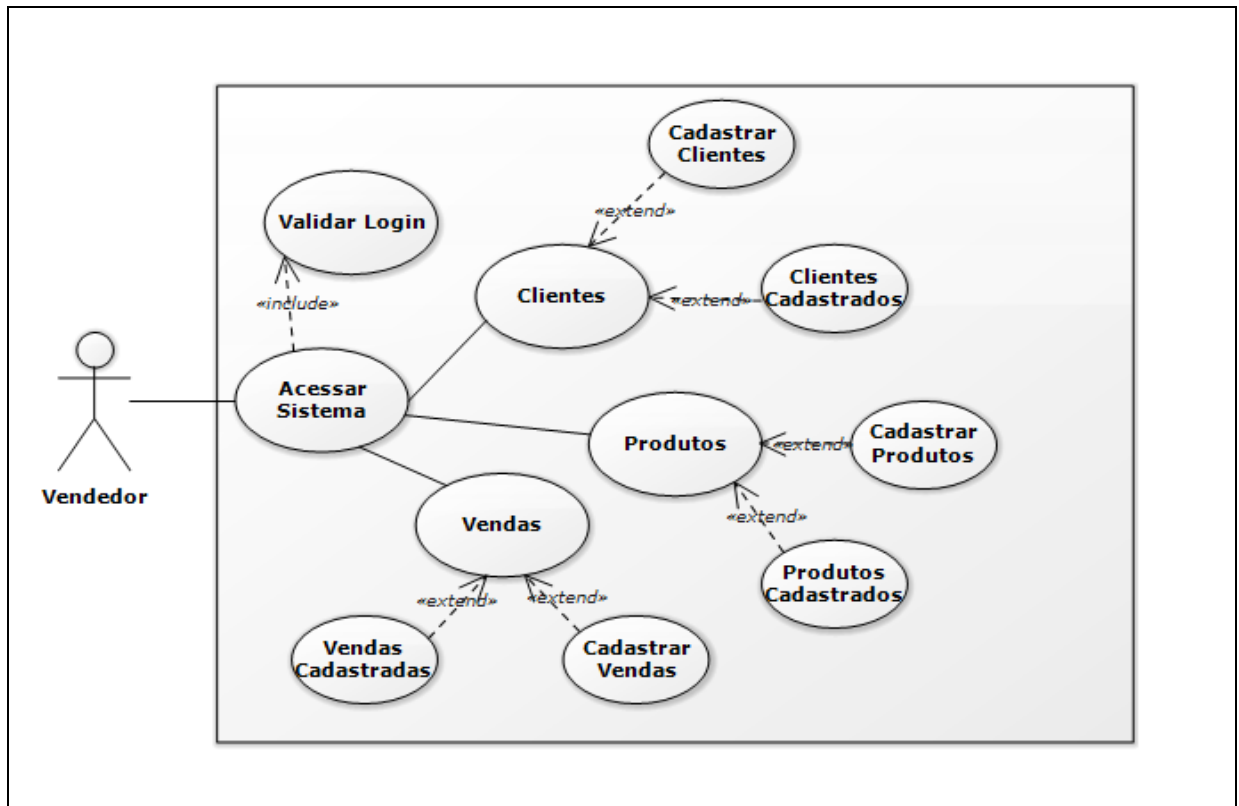 Cadastrar
Clientes
«extend»
Validar Login
Clientes
Clientes
Cadastrados
«extend»
«include»
Acessar
Sistema
Produtos
Cadastrar
Produtos
«extend»
Vendedor
Vendas
«extend»
Produtos
Cadastrados
«extend»
«extend»
Vendas
Cadastradas
Cadastrar
Vendas